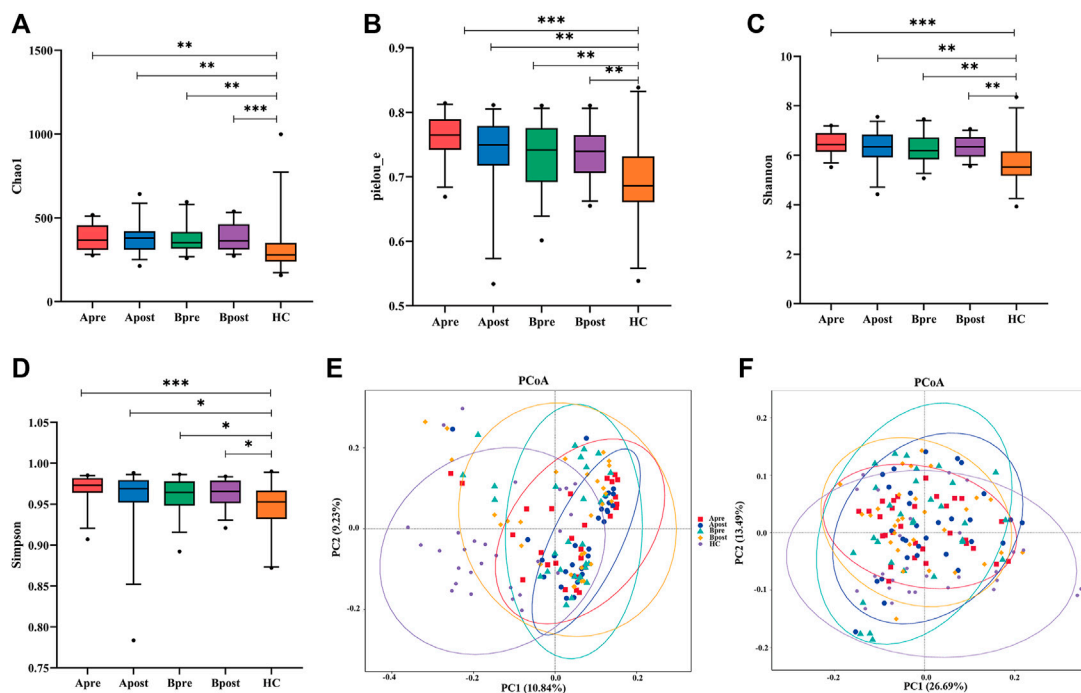 A
** 
**
**
***
1500
1000
500
0
Chao1
Apre Apost Bpre Bpost HC
B
***
**
**
**
0.9
0.8
0.7
0.6
0.5
pielou_e
Apre Apost Bpre Bpost HC
C
***
**
**
**
10
8
6
4
2
0
Shannon
Apre Apost Bpre Bpost HC
D
***
*
*
*
1.05
1.00
0.95
0.90
0.85
0.80
0.75
Simpson
Apre Apost Bpre Bpost HC
E
PCoA
0.2
0.0
-0.2
PC2 (9.23%)
-0.4 -0.2 0.0 0.2
PC1 (10.84%)
Apre
Apost
Bpre
Bpost
HC
F
PCoA
0.2
0.1
0.0
-0.1
-0.2
PC2 (13.49%)
-0.2 0.0 0.2
PC1 (26.69%)